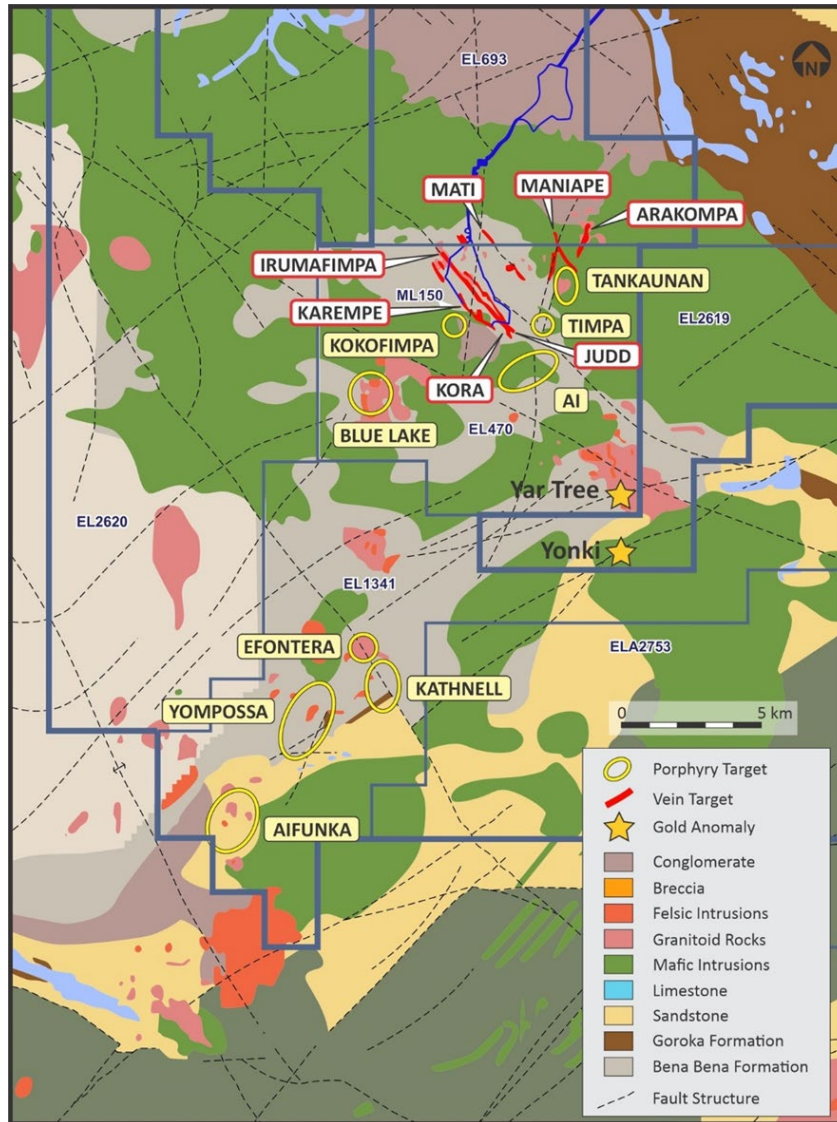 EL693
N
MATI
MANIAPE
ARAKOMPA
IRUMAFIMPA
TANKAUNAN
ML150
KAREMPE
TIMPA
EL2619
KOKOFIMPA
JUDD
KORA
AI
BLUE LAKE
EL470
Yar Tree
EL2620
Yonki
EL1341
EFONTERA
ELA2753
KATHNELL
YOMPOSSA
0 5 km
AIFUNKA
Porphyry Target
Vein Target
Gold Anomaly
Conglomerate
Breccia
Felsic Intrusions
Granitoid Rocks
Mafic Intrusions
Limestone
Sandstone
Goroka Formation
Bena Bena Formation
Fault Structure